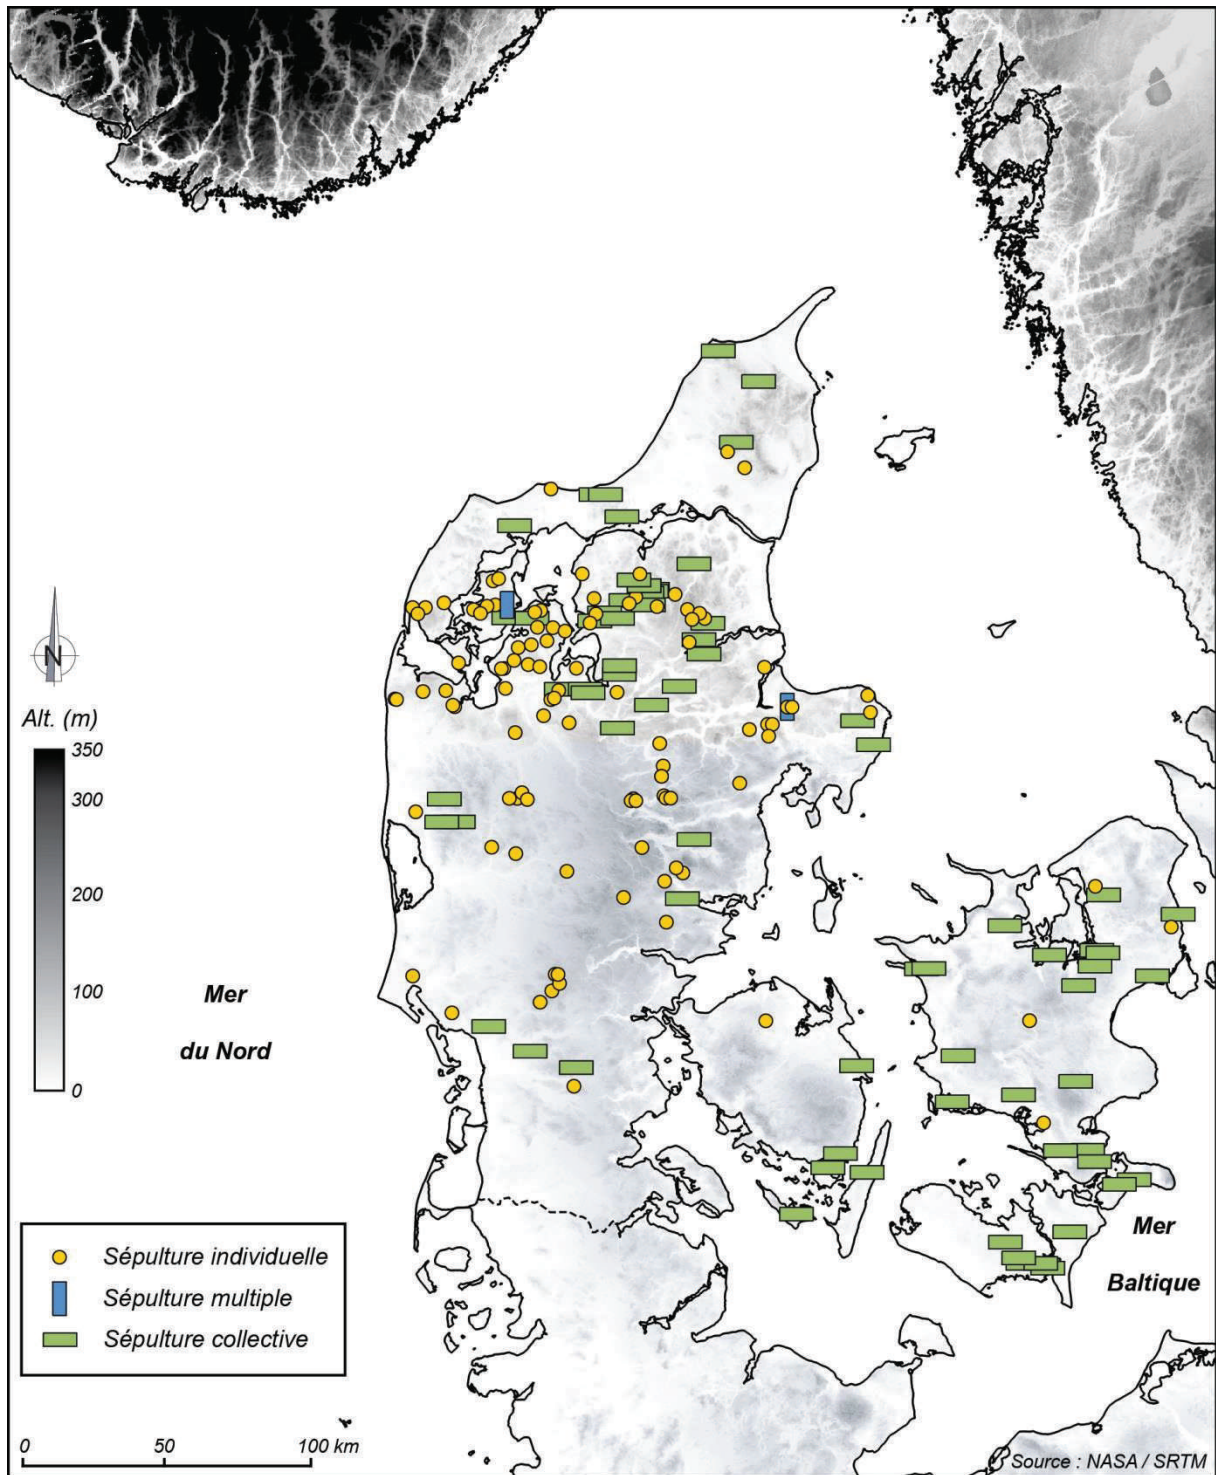 N
Alt. (m)
350
300
200
100
0
Mer
du Nord
Mer
Baltique
Sépulture individuelle
Sépulture multiple
Sépulture collective
0 50 100 km
Source : NASA / SRTM